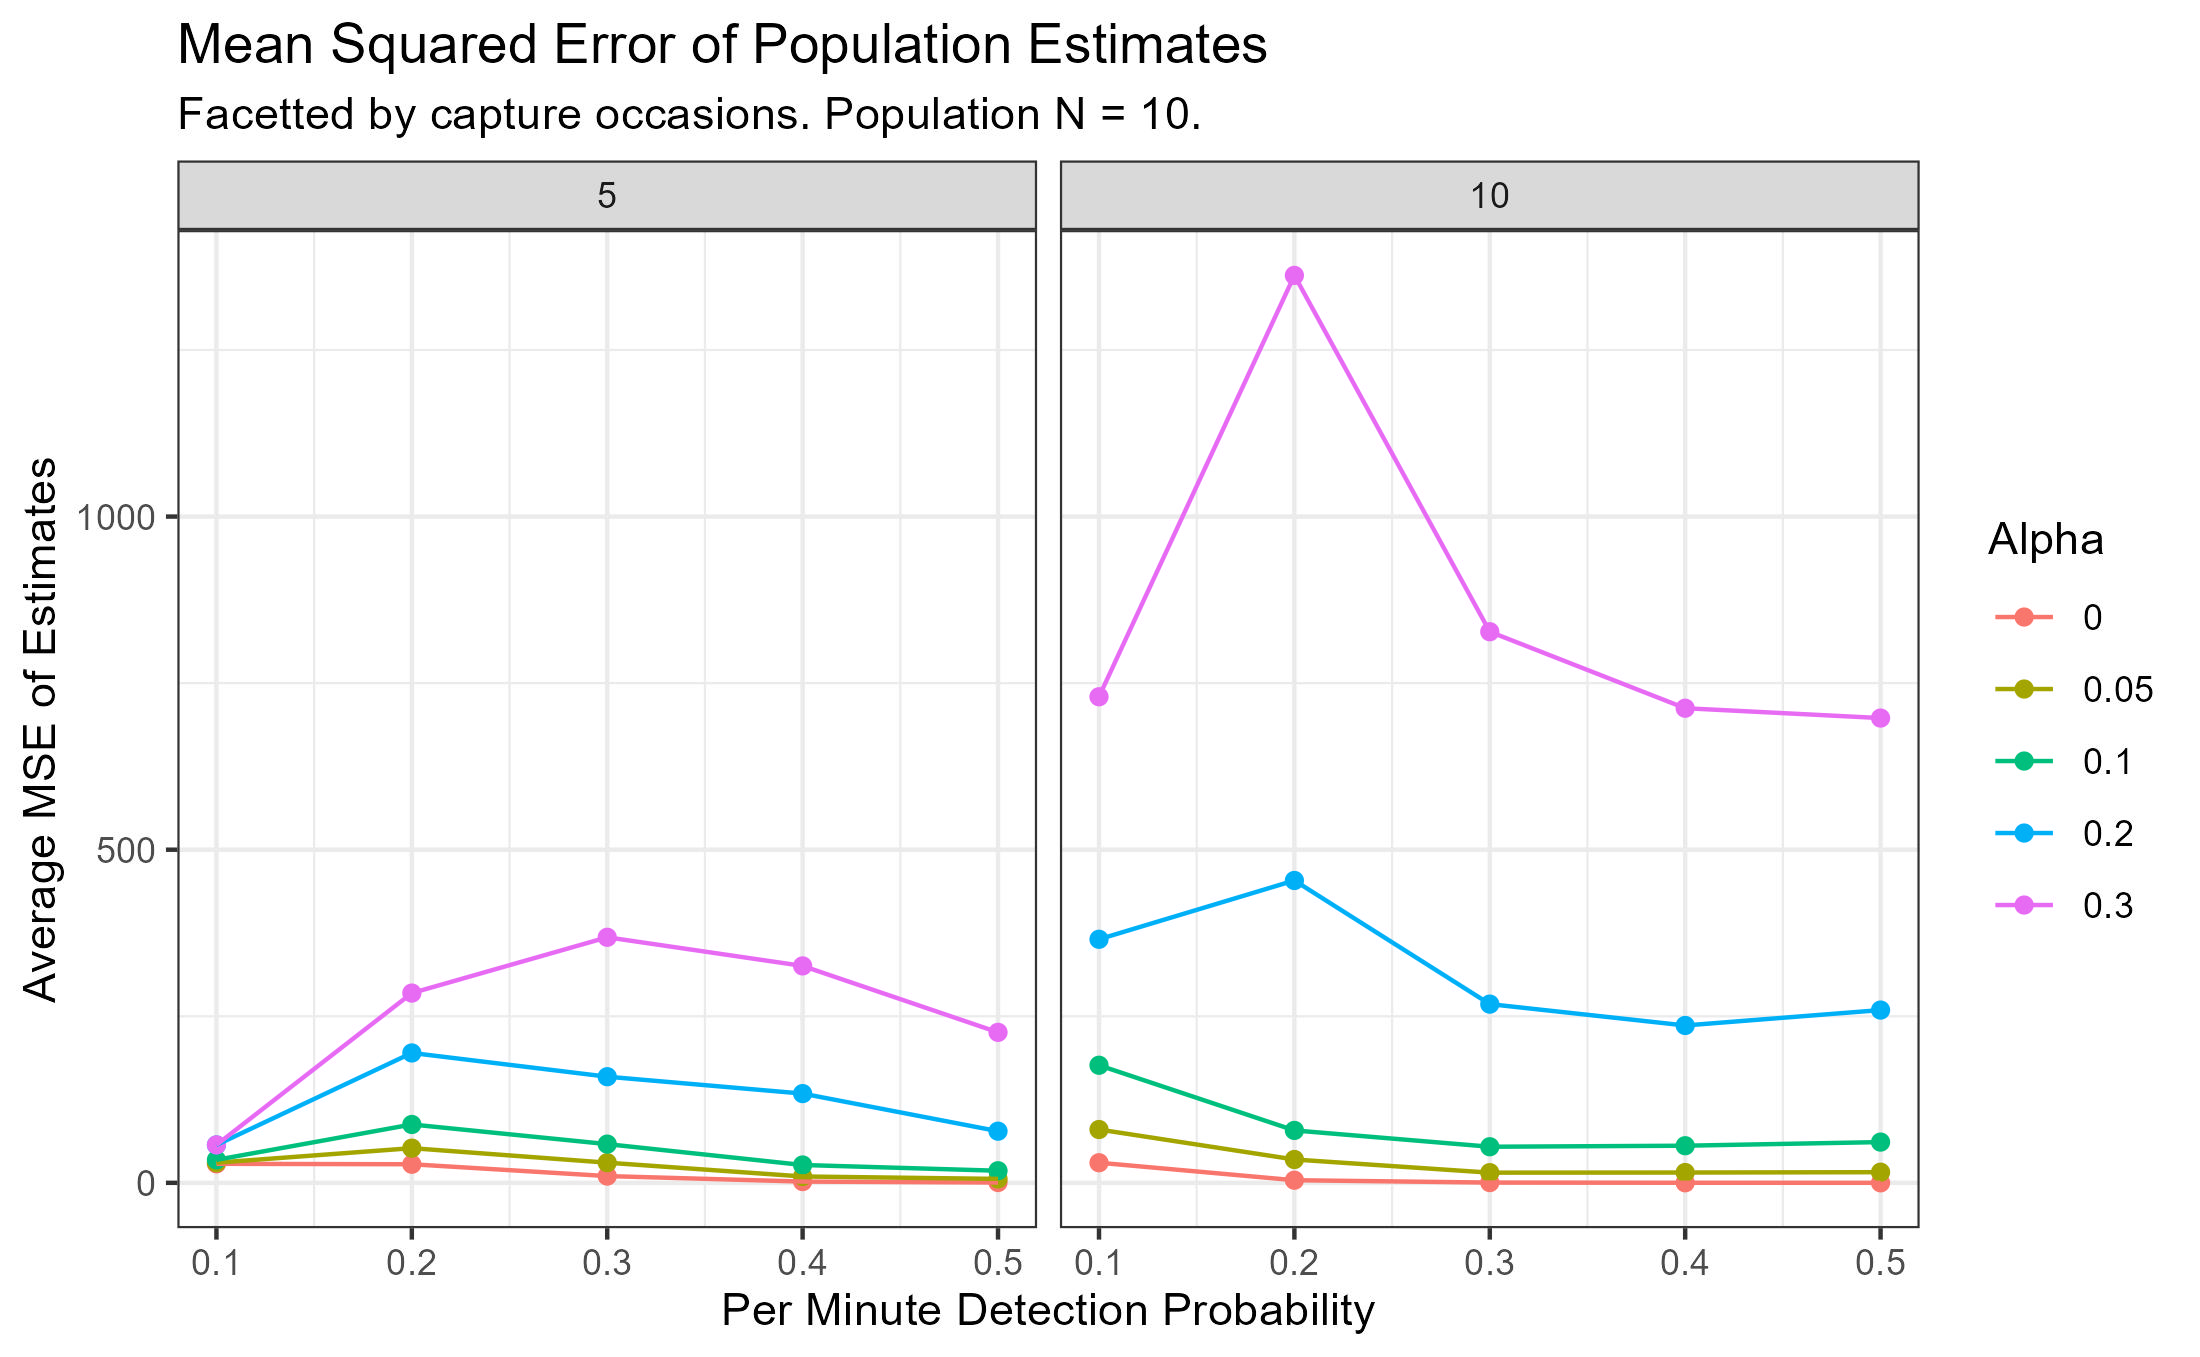 Mean Squared Error of Population Estimates
Facetted by capture occasions. Population N = 10.
5
10
Average MSE of Estimates
1000
500
0
0.1 0.2 0.3 0.4 0.5
0.1 0.2 0.3 0.4 0.5
Per Minute Detection Probability
Alpha
0
0.05
0.1
0.2
0.3